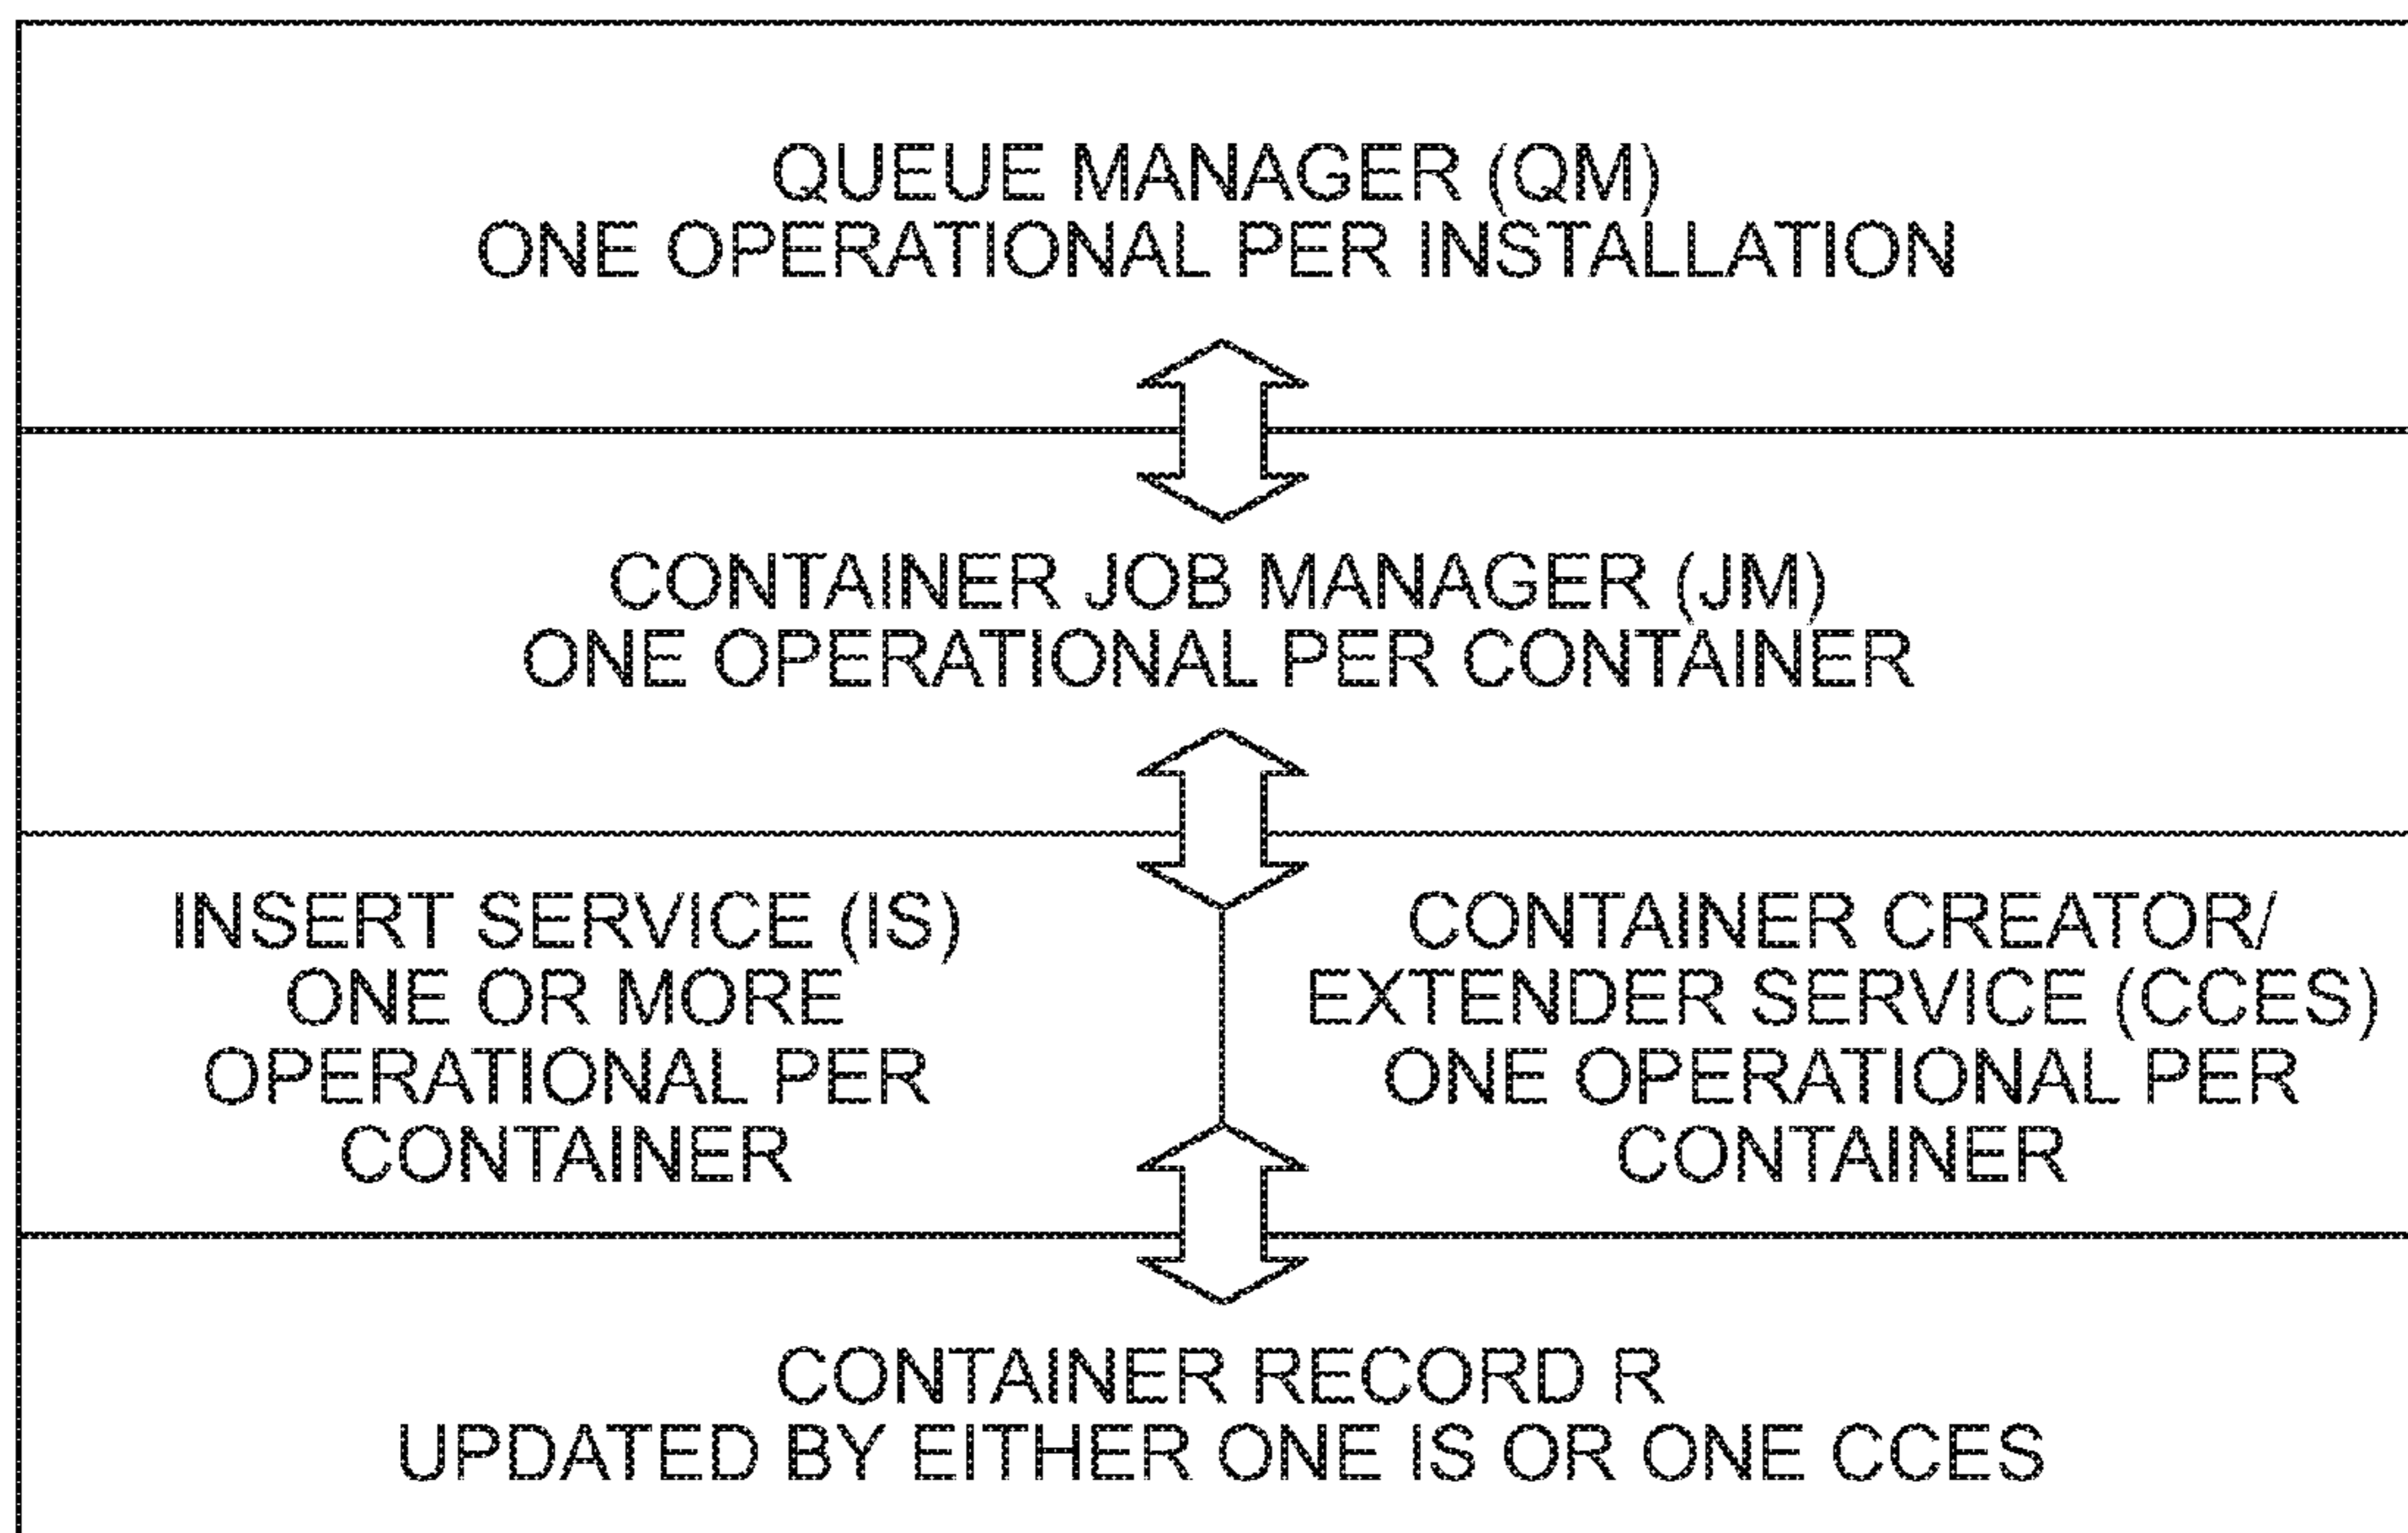 QUEUE MANAGER (QM)
ONE OPERATIONAL PER INSTALLATION
CONTAINER JOB MANAGER (JM)
ONE OPERATIONAL PER CONTAINER
INSERT SERVICE (IS)
ONE OR MORE
OPERATIONAL PER
CONTAINER
CONTAINER CREATOR/
EXTENDER SERVICE (CCES)
ONE OPERATIONAL PER
CONTAINER
CONTAINER RECORD R
UPDATED BY EITHER ONE IS OR ONE CCES